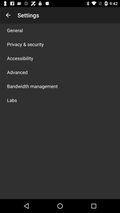 9:42
Settings
General
Privacy & security
Accessibility
Advanced
Bandwidth management
Labs